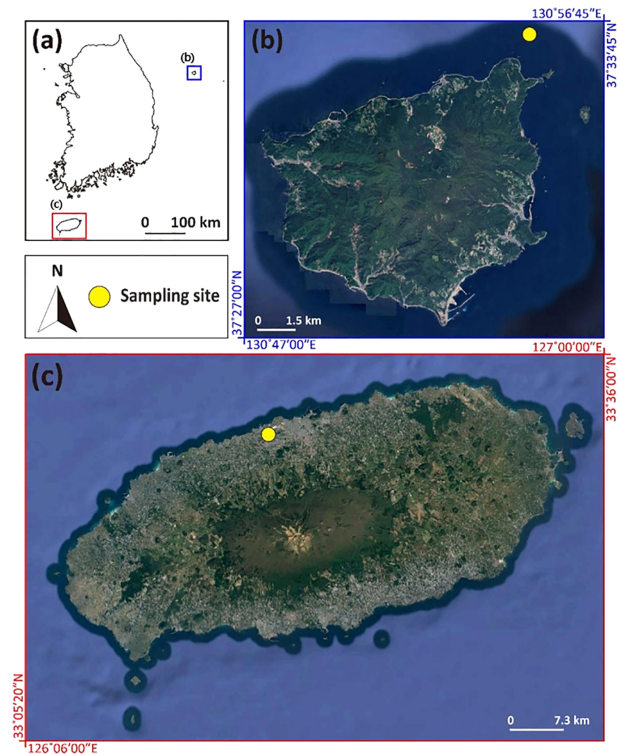 (a)
(b)
(c)
0 100 km
N
Sampling site
130°56’45”E
37°33’45”N
(b)
0 1.5 km
37°27’00”N
130°47’00”E
127°00’00”E
33°36’00”N
(c)
33°05’20”N
0 7.3 km
126°06’00”E